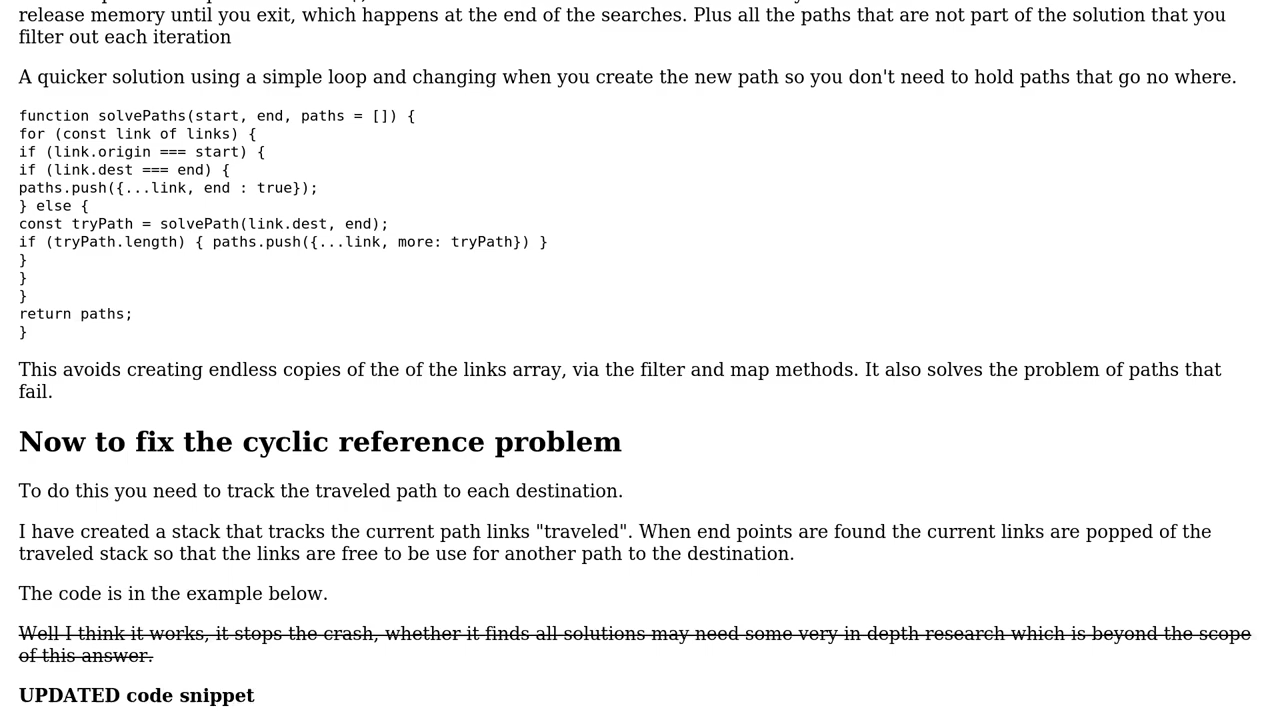 release memory until you exit, which happens at the end of the searches. Plus all the paths that are not part of the solution that you
filter out each iteration
A quicker solution using a simple loop and changing when you create the new path so you don't need to hold paths that go no where.
function solvePaths(start, end, paths = []) {
for (const link of links) {
if (link.origin === start) {
if (link.dest === end) {
paths.push({...link, end : true});
} else {
const tryPath = solvePath(link.dest, end);
if (tryPath.length) { paths.push({...link, more: tryPath}) }
}
}
}
return paths;
}
This avoids creating endless copies of the of the links array, via the filter and map methods. It also solves the problem of paths that
fail.
Now to fix the cyclic reference problem
To do this you need to track the traveled path to each destination.
I have created a stack that tracks the current path links "traveled". When end points are found the current links are popped of the
traveled stack so that the links are free to be use for another path to the destination.
The code is in the example below.
Well I think it works, it stops the crash, whether it finds all solutions may need some very in depth research which is beyond the scope
of this answer.
UPDATED code snippet